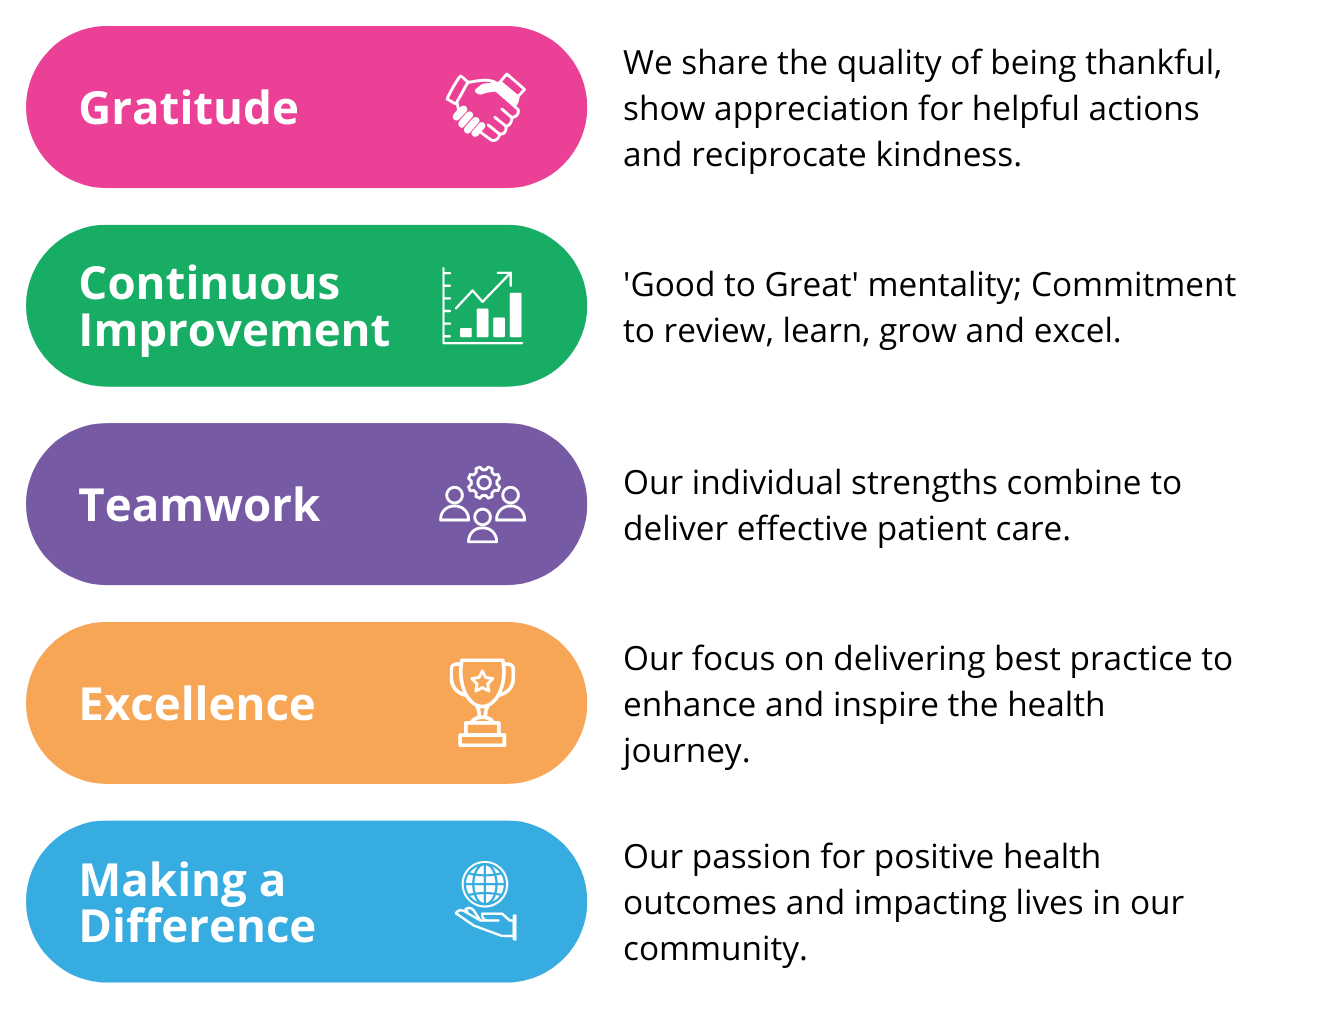 Gratitude
We share the quality of being thankful,
show appreciation for helpful actions
and reciprocate kindness.
Continuous
Improvement
'Good to Great' mentality; Commitment
to review, learn, grow and excel.
Teamwork
Our individual strengths combine to
deliver effective patient care.
Excellence
Our focus on delivering best practice to
enhance and inspire the health
journey.
Making a
Difference
Our passion for positive health
outcomes and impacting lives in our
community.